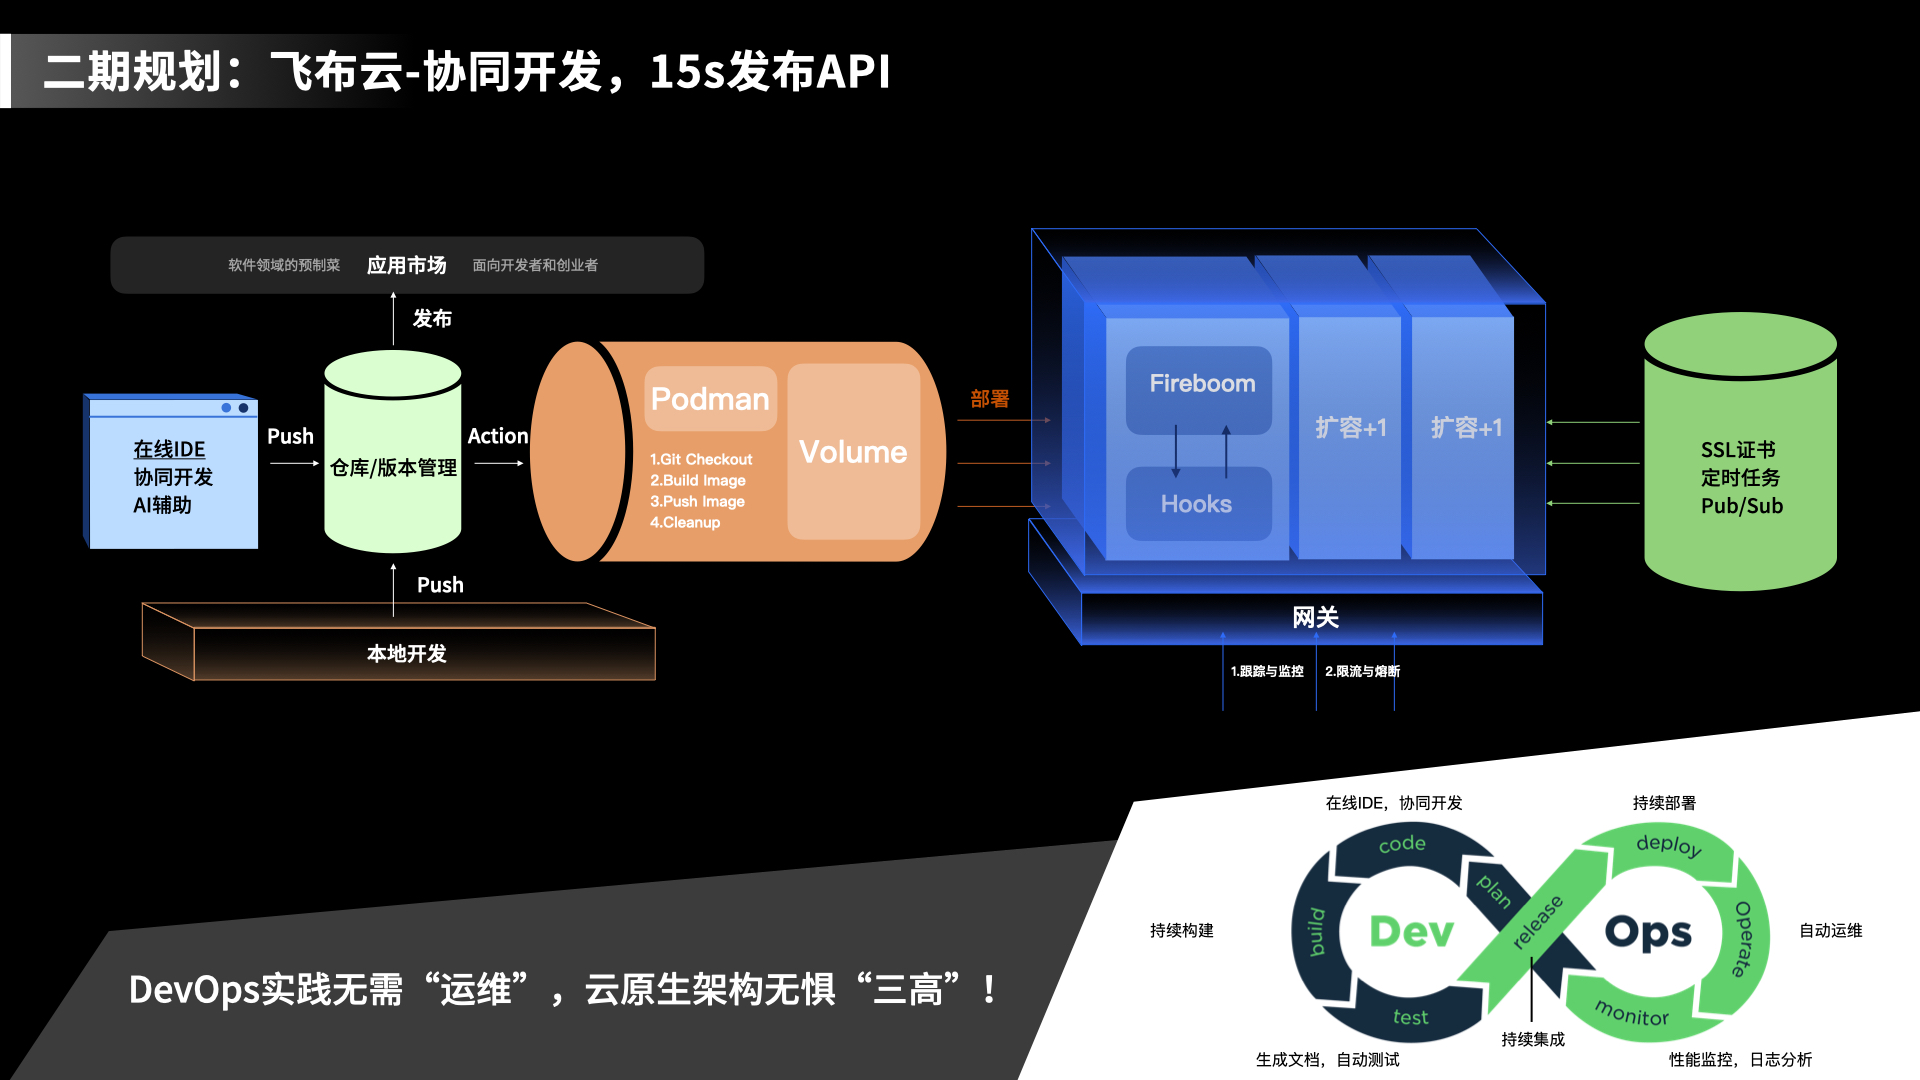 二期规划：飞布云-协同开发，15s发布API
软件领域的预制菜
应用市场
面向开发者和创业者
发布
在线IDE
协同开发
AI辅助
Push
仓库/版本管理
Action
Push
本地开发
Podman
1.Git Checkout
2.Build Image
3.Push Image
4.Cleanup
Volume
部署
Fireboom
Hooks
扩容+1
扩容+1
网关
1.跟踪与监控
2.限流与熔断
SSL证书
定时任务
Pub/Sub
DevOps实践无需“运维”，云原生架构无惧“三高”！
在线IDE，协同开发
持续部署
持续构建
自动运维
code
plan
build
test
release
deploy
Operate
monitor
Dev
Ops
持续集成
生成文档，自动测试
性能监控，日志分析